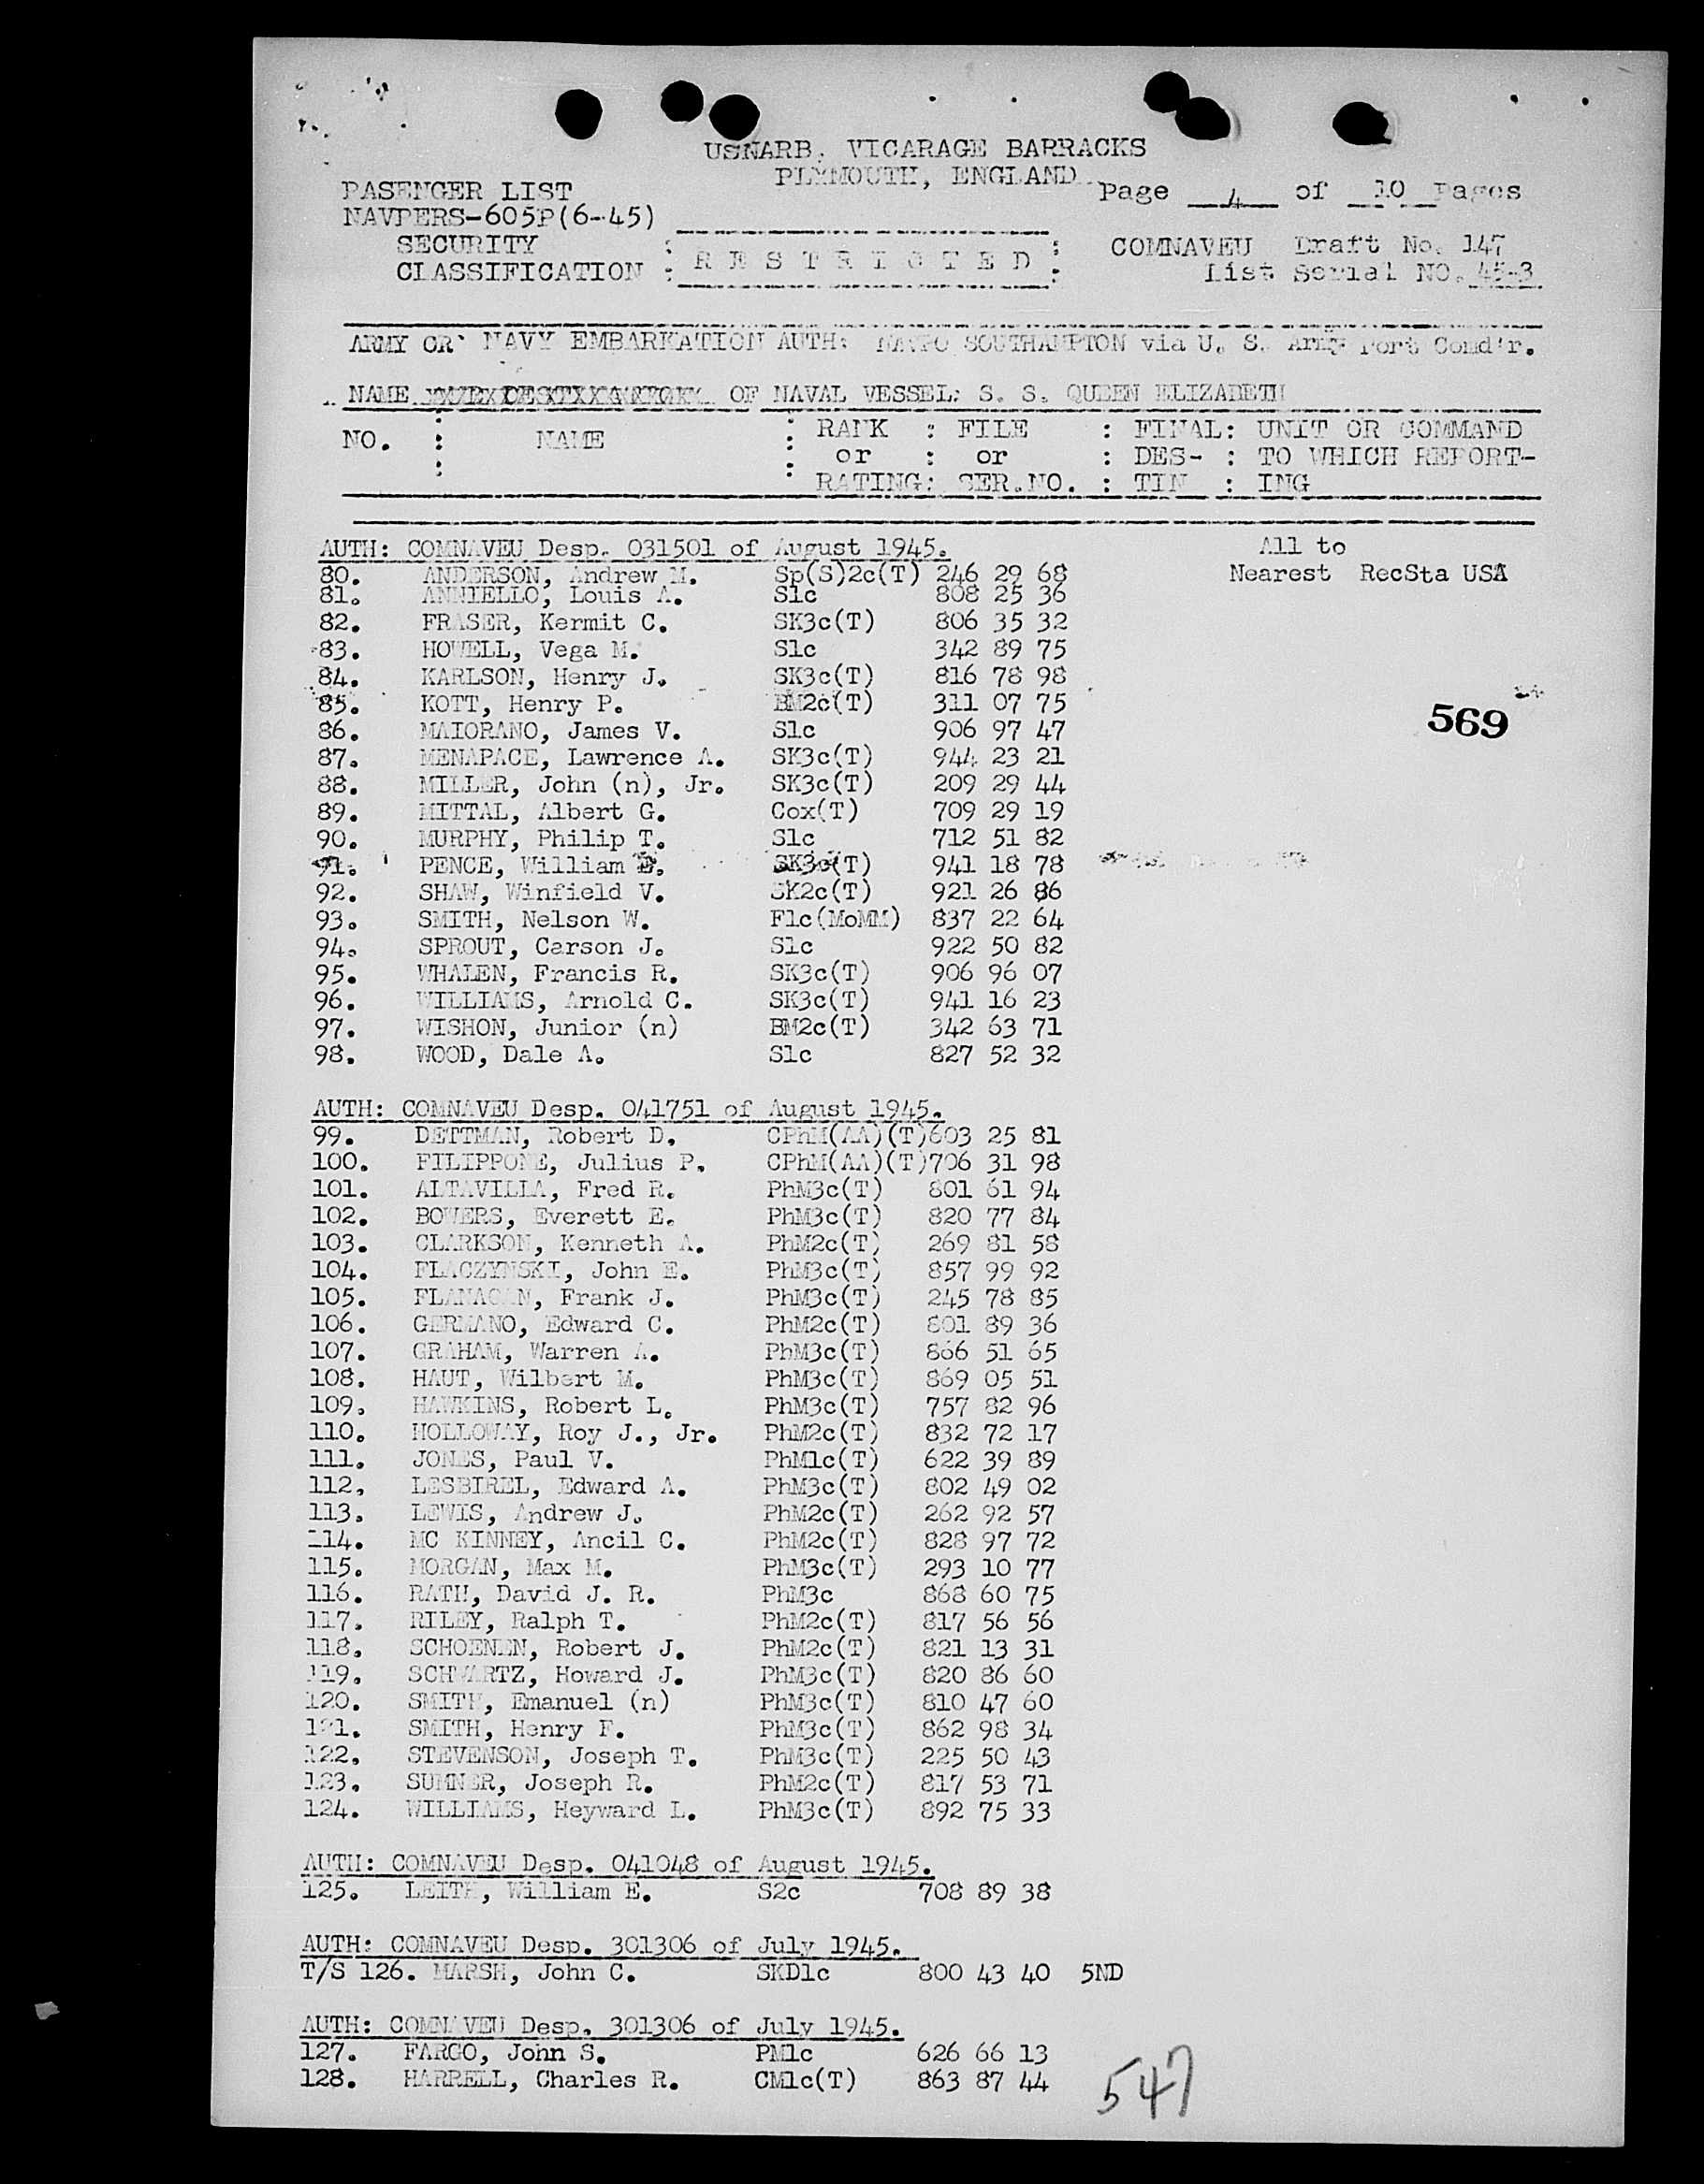 USNARB, VICARAGE BARRACKS
PLYMOUTH, ENGLAND
PASENGER LIST
Page 4 of 10 Pages
NAVPERS-605P(6-45)
SECURITY
CLASSIFICATION : R E S T R I C T E D :
COMNAVEU Draft No. 147
List Serial NO. 45-3
ARMY OR NAVY EMBARKATION AUTH: NAVPO SOUTHAMPTON via U. S. Army Port Comd'r.
NAME OF NAVAL VESSEL: S. S. QUEEN ELIZABETH
NO. : NAME : RANK : FILE : FINAL: UNIT OR COMMAND
: or : or : DES- : TO WHICH REPORT-
: RATING: SER.NO. : TIN : ING
AUTH: COMNAVEU Desp. 031501 of August 1945. All to
80. ANDERSON, Andrew M. Sp(S)2c(T) 246 29 68 Nearest RecSta USA
81. ANNIELLO, Louis A. S1c 808 25 36
82. FRASER, Kermit C. SK3c(T) 806 35 32
83. HOWELL, Vega M. S1c 342 89 75
84. KARLSON, Henry J. SK3c(T) 816 78 98
85. KOTT, Henry P. BM2c(T) 311 07 75
569
86. MAIORANO, James V. S1c 906 97 47
87. MENAPACE, Lawrence A. SK3c(T) 944 23 21
88. MILLER, John (n), Jr. SK3c(T) 209 29 44
89. MITTAL, Albert G. Cox(T) 709 29 19
90. MURPHY, Philip T. S1c 712 51 82
91. PENCE, William E. SK3c(T) 941 18 78
92. SHAW, Winfield V. SK2c(T) 921 26 86
93. SMITH, Nelson W. F1c(MoMM) 837 22 64
94. SPROUT, Carson J. S1c 922 50 82
95. WHALEN, Francis R. SK3c(T) 906 96 07
96. WILLIAMS, Arnold C. SK3c(T) 941 16 23
97. WISHON, Junior (n) BM2c(T) 342 63 71
98. WOOD, Dale A. S1c 827 52 32
AUTH: COMNAVEU Desp. 041751 of August 1945.
99. DETTMAN, Robert D. CPhM(AA)(T)603 25 81
100. FILIPPONE, Julius P. CPhM(AA)(T)706 31 98
101. ALTAVILLA, Fred R. PhM3c(T) 801 61 94
102. BOWERS, Everett E. PhM3c(T) 820 77 84
103. CLARKSON, Kenneth A. PhM2c(T) 269 81 58
104. FLACZYNSKI, John E. PhM3c(T) 857 99 92
105. FLANAGAN, Frank J. PhM3c(T) 245 78 85
106. GERMANO, Edward C. PhM2c(T) 801 89 36
107. GRAHAM, Warren A. PhM3c(T) 866 51 65
108. HAUT, Wilbert M. PhM3c(T) 869 05 51
109. HAWKINS, Robert L. PhM3c(T) 757 82 96
110. HOLLOWAY, Roy J., Jr. PhM2c(T) 832 72 17
111. JONES, Paul V. PhM1c(T) 622 39 89
112. LESBIREL, Edward A. PhM3c(T) 802 49 02
113. LEWIS, Andrew J. PhM2c(T) 262 92 57
114. MC KINNEY, Ancil C. PhM2c(T) 828 97 72
115. MORGAN, Max M. PhM3c(T) 293 10 77
116. RATH, David J. R. PhM3c 868 60 75
117. RILEY, Ralph T. PhM2c(T) 817 56 56
118. SCHOENEN, Robert J. PhM2c(T) 821 13 31
119. SCHWARTZ, Howard J. PhM3c(T) 820 86 60
120. SMITH, Emanuel (n) PhM3c(T) 810 47 60
121. SMITH, Henry F. PhM3c(T) 862 98 34
122. STEVENSON, Joseph T. PhM3c(T) 225 50 43
123. SUMNER, Joseph R. PhM2c(T) 817 53 71
124. WILLIAMS, Heyward L. PhM3c(T) 892 75 33
AUTH: COMNAVEU Desp. 041048 of August 1945.
125. LEITH, William E. S2c 708 89 38
AUTH: COMNAVEU Desp. 301306 of July 1945.
T/S 126. MARSH, John C. SKD1c 800 43 40 5ND
AUTH: COMNAVEU Desp. 301306 of July 1945.
127. FARGO, John S. PM1c 626 66 13
128. HARRELL, Charles R. CM1c(T) 863 87 44
547